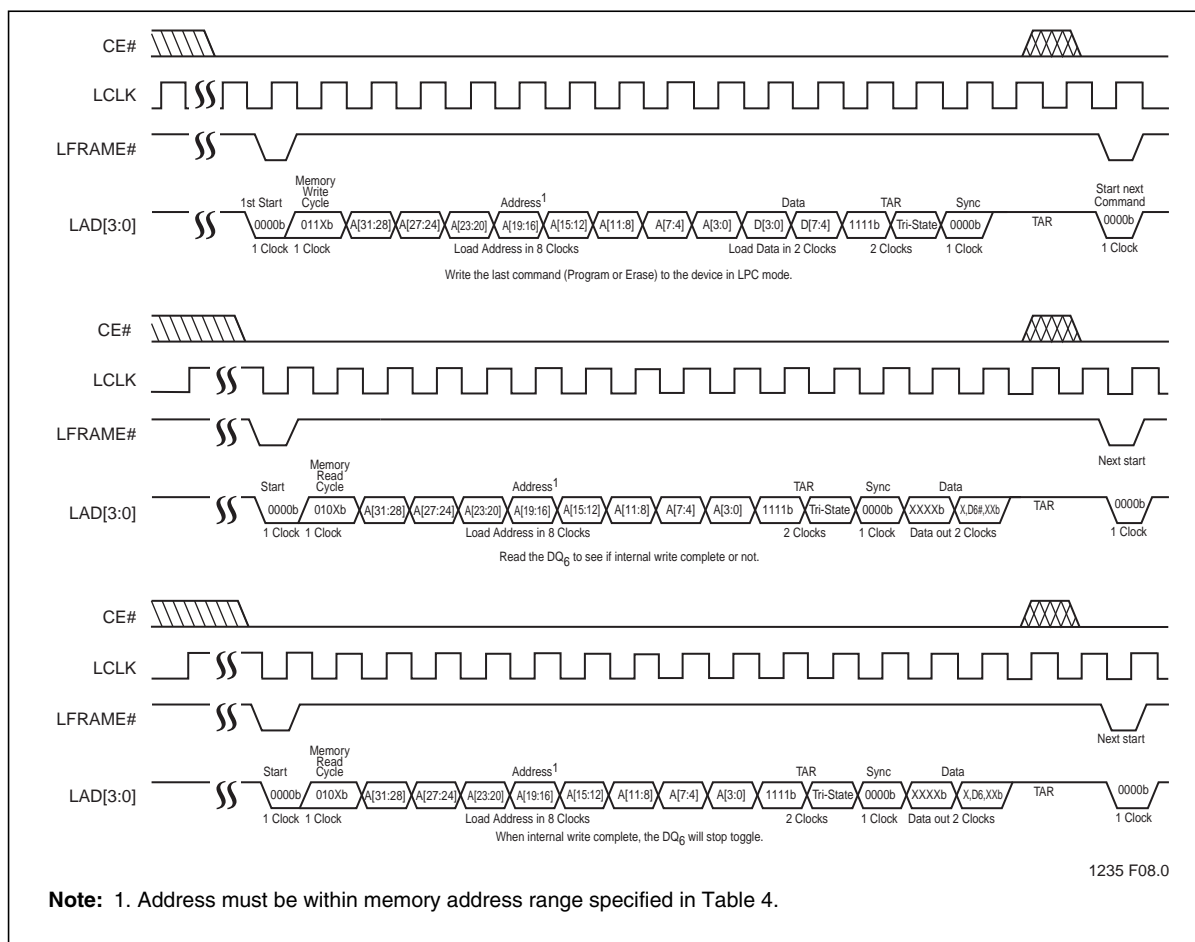 CE#
LCLK
LFRAME#
Memory
Write
Cycle
1st Start
Address1
Data
TAR
Sync
Start next
Command
LAD[3:0]
0000b 011Xb A[31:28] A[27:24] A[23:20] A[19:16] A[15:12] A[11:8] A[7:4] A[3:0] D[3:0] D[7:4] 1111b Tri-State 0000b TAR 0000b
1 Clock 1 Clock Load Address in 8 Clocks Load Data in 2 Clocks 2 Clocks 1 Clock 1 Clock
Write the last command (Program or Erase) to the device in LPC mode.
CE#
LCLK
LFRAME#
Next start
Memory
Read
Cycle
Start
Address1
TAR
Sync
Data
LAD[3:0]
0000b 010Xb A[31:28] A[27:24] A[23:20] A[19:16] A[15:12] A[11:8] A[7:4] A[3:0] 1111b Tri-State 0000b XXXXb X,D6#,XXb TAR 0000b
1 Clock 1 Clock Load Address in 8 Clocks 2 Clocks 1 Clock Data out 2 Clocks 1 Clock
Read the DQ6 to see if internal write complete or not.
CE#
LCLK
LFRAME#
Next start
Memory
Read
Cycle
Start
Address1
TAR
Sync
Data
LAD[3:0]
0000b 010Xb A[31:28] A[27:24] A[23:20] A[19:16] A[15:12] A[11:8] A[7:4] A[3:0] 1111b Tri-State 0000b XXXXb X,D6,XXb TAR 0000b
1 Clock 1 Clock Load Address in 8 Clocks 2 Clocks 1 Clock Data out 2 Clocks 1 Clock
When internal write complete, the DQ6 will stop toggle.
1235 F08.0
Note: 1. Address must be within memory address range specified in Table 4.